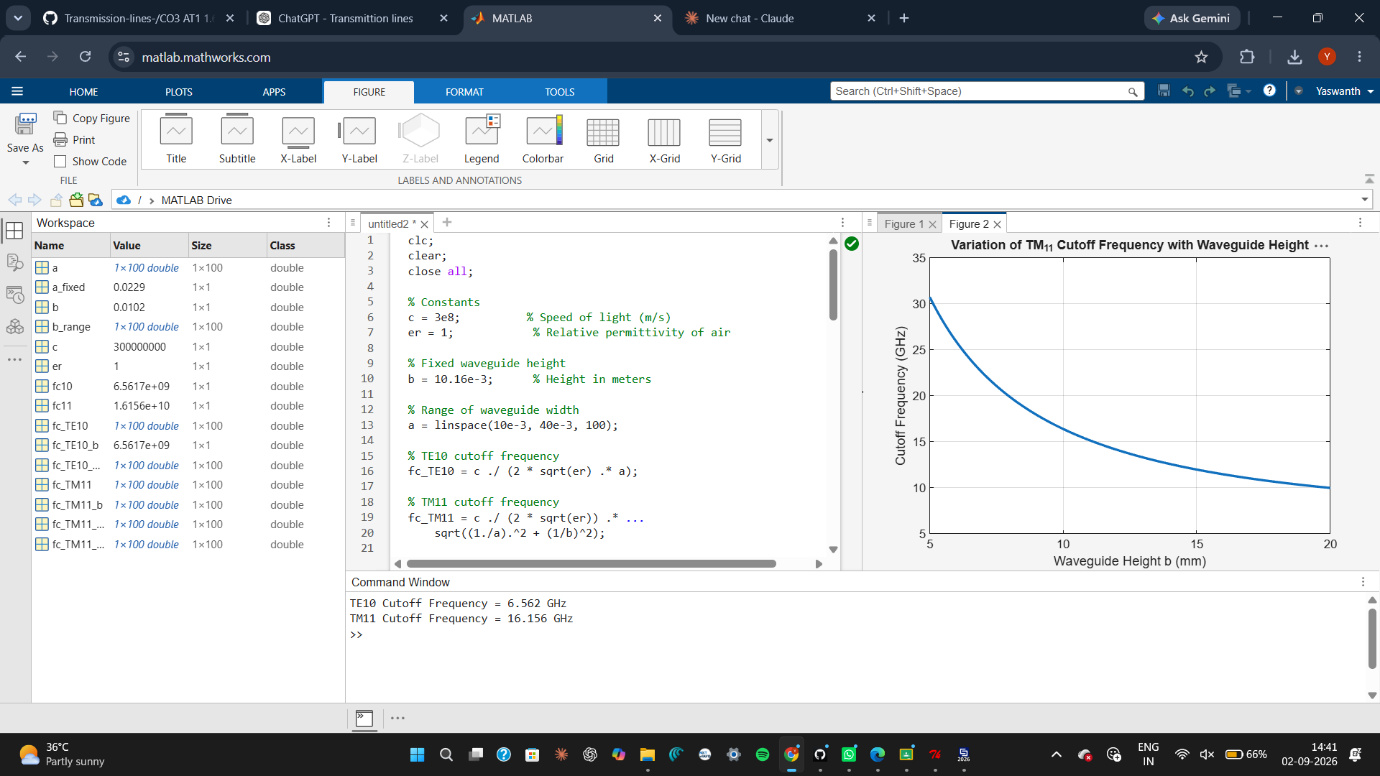 Transmission-lines-/CO3 AT1 1.
ChatGPT - Transmittion lines
MATLAB
New chat - Claude
Ask Gemini
matlab.mathworks.com
Y
HOME
PLOTS
APPS
FIGURE
FORMAT
TOOLS
Search (Ctrl+Shift+Space)
Yaswanth
Save As
Copy Figure
Print
Show Code
FILE
Title
Subtitle
X-Label
Y-Label
Z-Label
Legend
Colorbar
Grid
X-Grid
Y-Grid
LABELS AND ANNOTATIONS
/ > MATLAB Drive
Workspace
Name Value Size Class
a 1×100 double 1×100 double
a_fixed 0.0229 1×1 double
b 0.0102 1×1 double
b_range 1×100 double 1×100 double
c 300000000 1×1 double
er 1 1×1 double
fc10 6.5617e+09 1×1 double
fc11 1.6156e+10 1×1 double
fc_TE10 1×100 double 1×100 double
fc_TE10_b 6.5617e+09 1×1 double
fc_TE10_... 1×100 double 1×100 double
fc_TM11 1×100 double 1×100 double
fc_TM11_b 1×100 double 1×100 double
fc_TM11_... 1×100 double 1×100 double
fc_TM11_... 1×100 double 1×100 double
untitled2 *
1 clc;
2 clear;
3 close all;
4
5 % Constants
6 c = 3e8; % Speed of light (m/s)
7 er = 1; % Relative permittivity of air
8
9 % Fixed waveguide height
10 b = 10.16e-3; % Height in meters
11
12 % Range of waveguide width
13 a = linspace(10e-3, 40e-3, 100);
14
15 % TE10 cutoff frequency
16 fc_TE10 = c ./ (2 * sqrt(er) .* a);
17
18 % TM11 cutoff frequency
19 fc_TM11 = c ./ (2 * sqrt(er)) .* ...
20 sqrt((1./a).^2 + (1/b)^2);
21
Figure 1
Figure 2
Variation of TM11 Cutoff Frequency with Waveguide Height
35
30
25
20
15
10
5
Cutoff Frequency (GHz)
5 10 15 20
Waveguide Height b (mm)
Command Window
TE10 Cutoff Frequency = 6.562 GHz
TM11 Cutoff Frequency = 16.156 GHz
>>
36°C
Partly sunny
ENG
IN
66%
14:41
02-09-2026